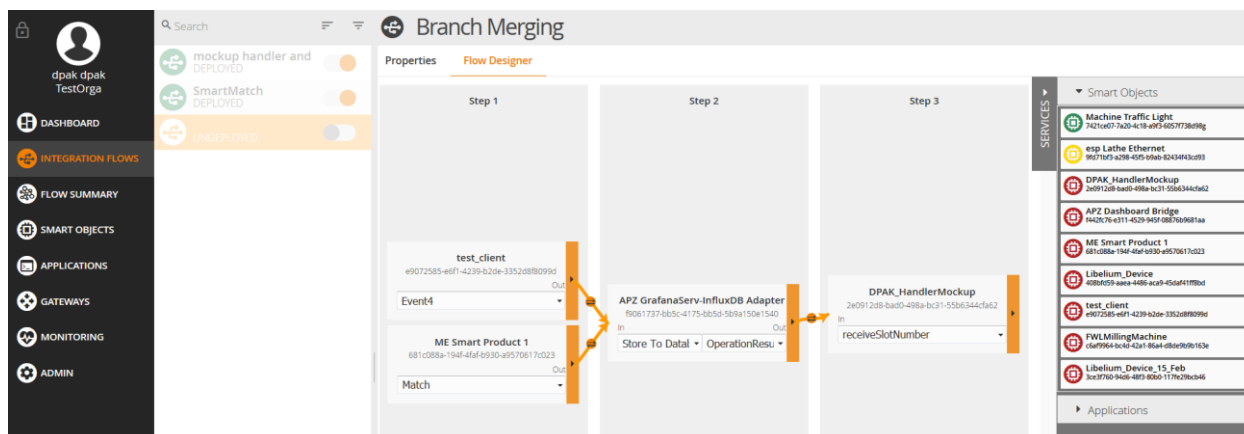 dpak dpak
TestOrga
DASHBOARD
INTEGRATION FLOWS
FLOW SUMMARY
SMART OBJECTS
APPLICATIONS
GATEWAYS
MONITORING
ADMIN
Search
mockup handler and
DEPLOYED
SmartMatch
DEPLOYED
UNDEPLOYED
Branch Merging
Properties
Flow Designer
Step 1
test_client
e9072585-e6f1-4239-b2de-3352d8f8099d
Out
Event4
ME Smart Product 1
681c088a-194f-4faf-b930-a9570617c023
Out
Match
Step 2
APZ GrafanaServ-InfluxDB Adapter
f9061737-bb5c-4175-bb5d-5b9a150e1540
In Out
Store To Datal OperationResu
Step 3
DPAK_HandlerMockup
2e0912d8-bad0-498a-bc31-55b6344cfa62
In
receiveSlotNumber
SERVICES
Smart Objects
Machine Traffic Light
7421ce07-7a20-4c18-a9f3-6057f738d98g
esp Lathe Ethernet
9fd71bf3-a298-45f5-b9ab-82434f43cd93
DPAK_HandlerMockup
2e0912d8-bad0-498a-bc31-55b6344cfa62
APZ Dashboard Bridge
f442fc76-e311-4529-945f-08876b9681aa
ME Smart Product 1
681c088a-194f-4faf-b930-a9570617c023
Libelium_Device
408bfd59-aaea-4486-aca9-45daf41ff8bd
test_client
e9072585-e6f1-4239-b2de-3352d8f8099d
FWLMillingMachine
c6af9964-bc4d-42a1-86a4-d8de9b9b163e
Libelium_Device_15_Feb
3ce3f760-94d6-48f3-80b0-117fe29bcb46
Applications